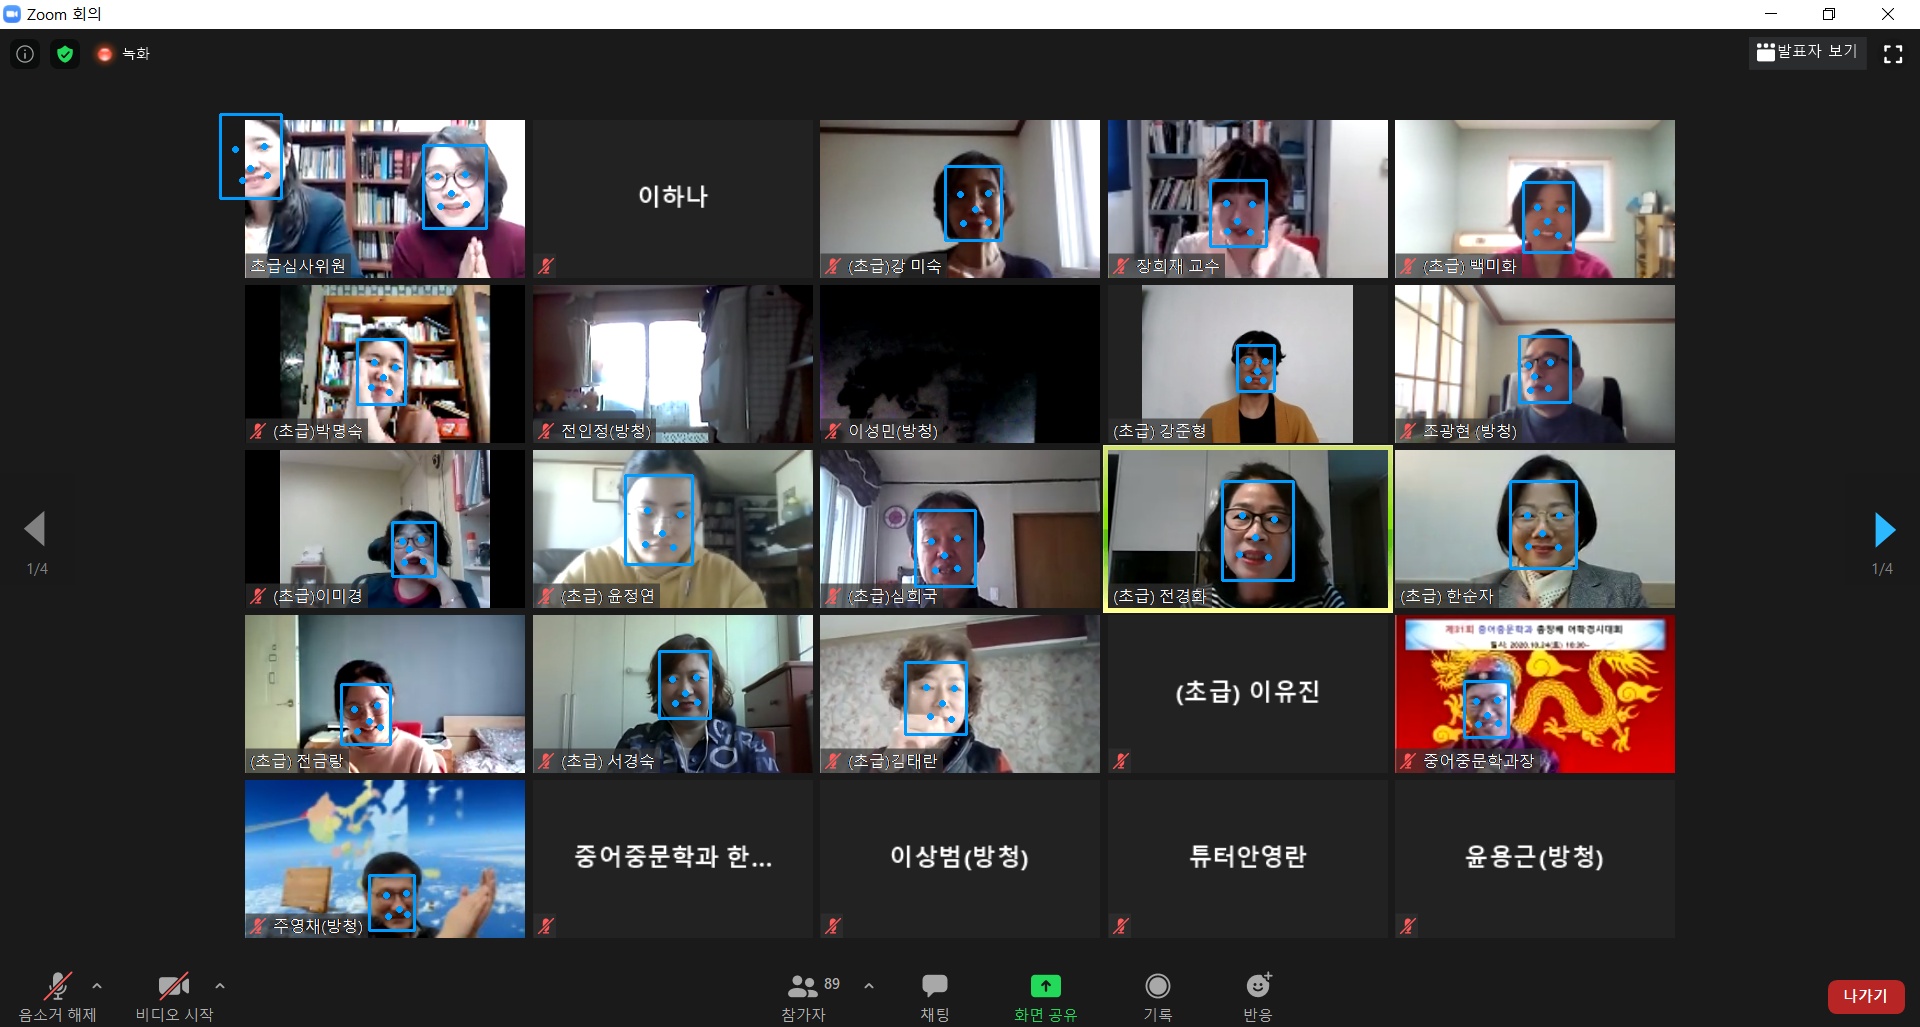 Zoom 회의
녹화
발표자 보기
초급심사위원
이하나
(초급)강 미숙
장희재 교수
(초급) 백미화
(초급)박명숙
전인정(방청)
이성민(방청)
(초급) 강준형
조광현 (방청)
1/4
(초급)이미경
(초급) 윤정연
(초급)심희국
(초급) 전경화
(초급) 한순자
1/4
(초급) 전금랑
(초급) 서경숙
(초급)김태란
(초급) 이유진
제31회 중어중문학과 총장배 어학경시대회
일시: 2020.10.24(토) 10:30~
중어중문학과장
주영채(방청)
중어중문학과 한...
이상범(방청)
튜터안영란
윤용근(방청)
음소거 해제
비디오 시작
89
참가자
채팅
화면 공유
기록
반응
나가기